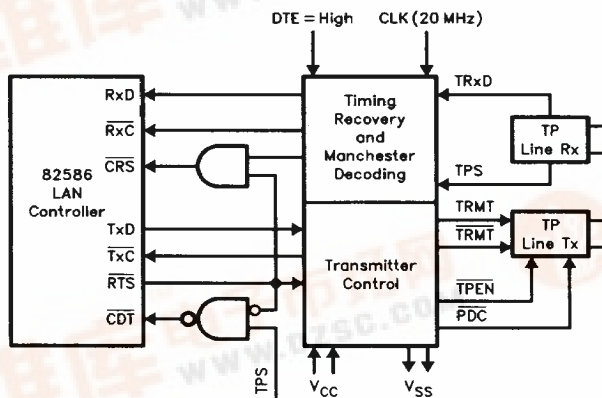 DTE = High
CLK (20 MHz)
RxD
RxC
CRS
82586
LAN
Controller
TxD
TxC
RTS
CDT
Timing
Recovery
and
Manchester
Decoding
Transmitter
Control
TRxD
TP
Line Rx
TPS
TRMT
TRMT
TP
Line Tx
TPEN
PDC
TPS
VCC
VSS